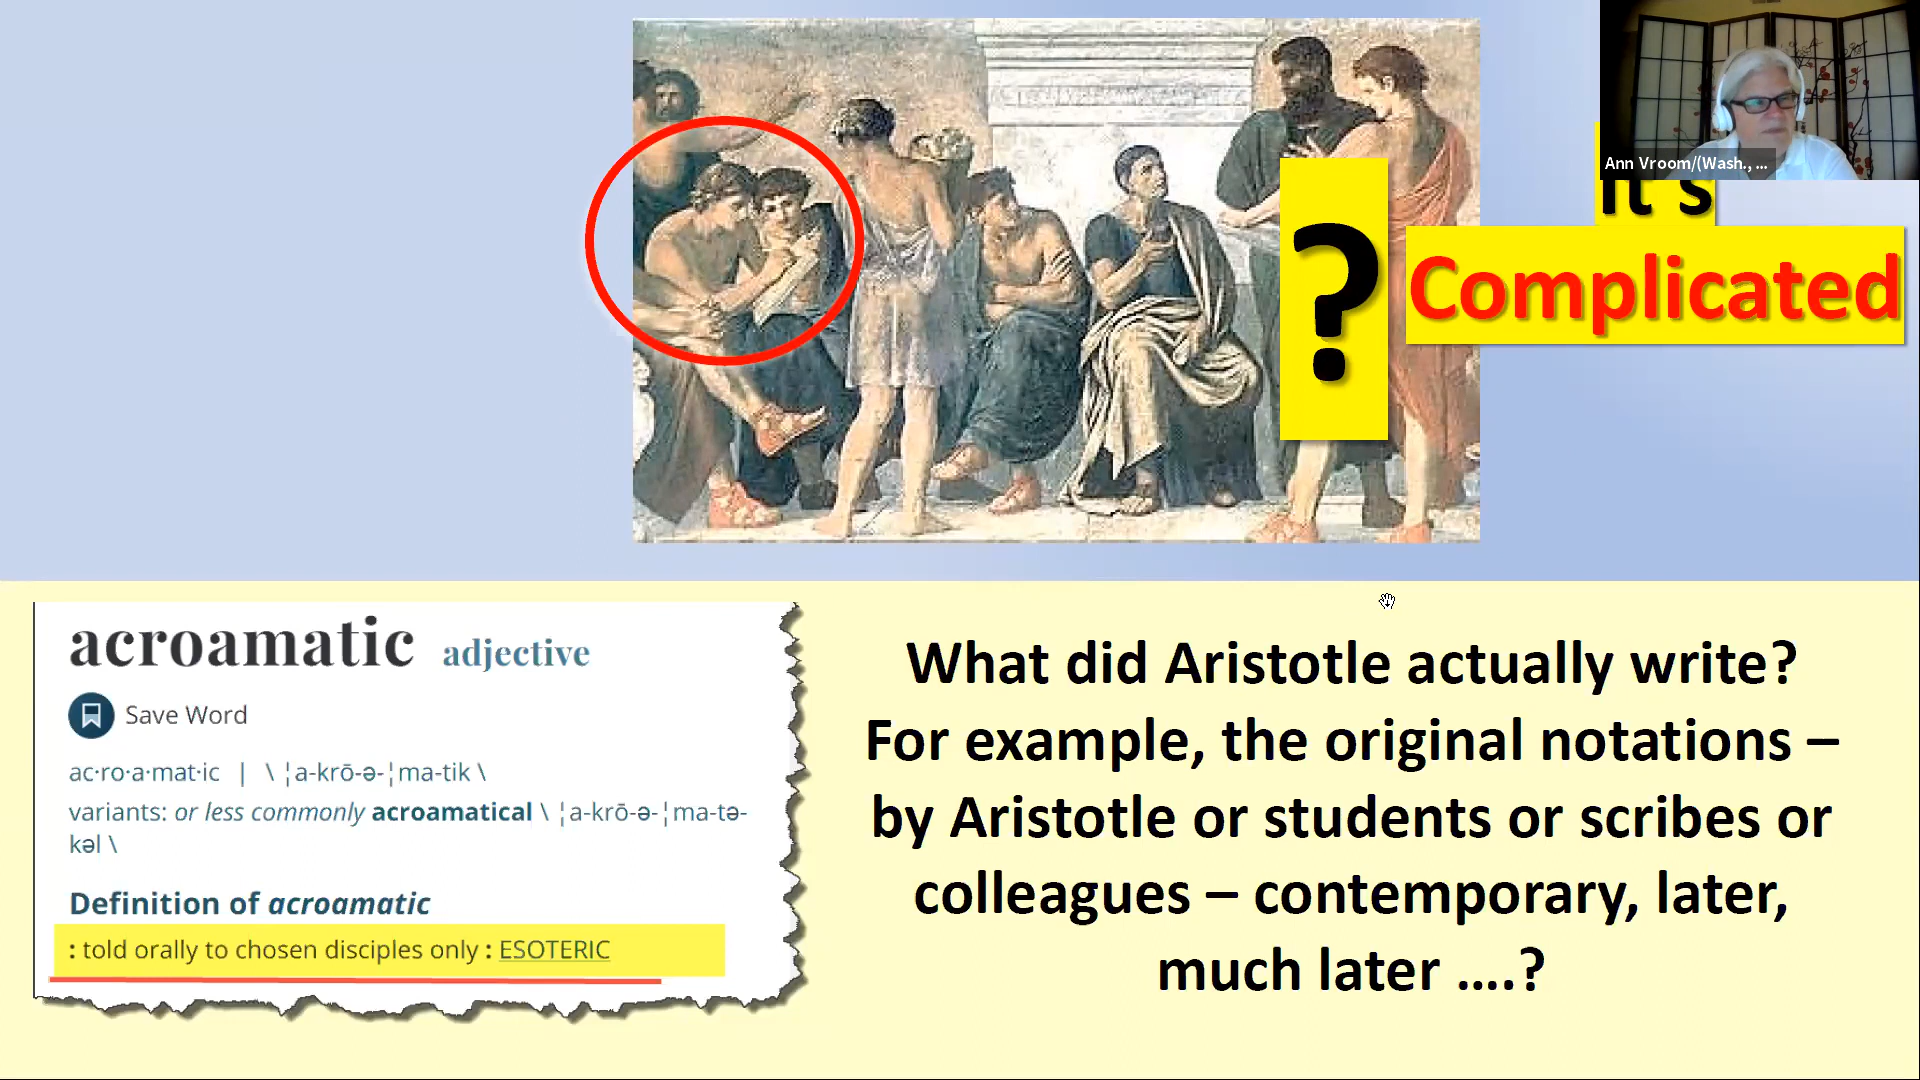 Ann Vroom/(Wash., ...
It's
?
Complicated
acroamatic adjective
Save Word
ac·ro·a·mat·ic | \ ¦a-krō-ə-¦ma-tik \
variants: or less commonly acroamatical \ ¦a-krō-ə-¦ma-tə-
kəl \
Definition of acroamatic
: told orally to chosen disciples only : ESOTERIC
What did Aristotle actually write?
For example, the original notations –
by Aristotle or students or scribes or
colleagues – contemporary, later,
much later ....?